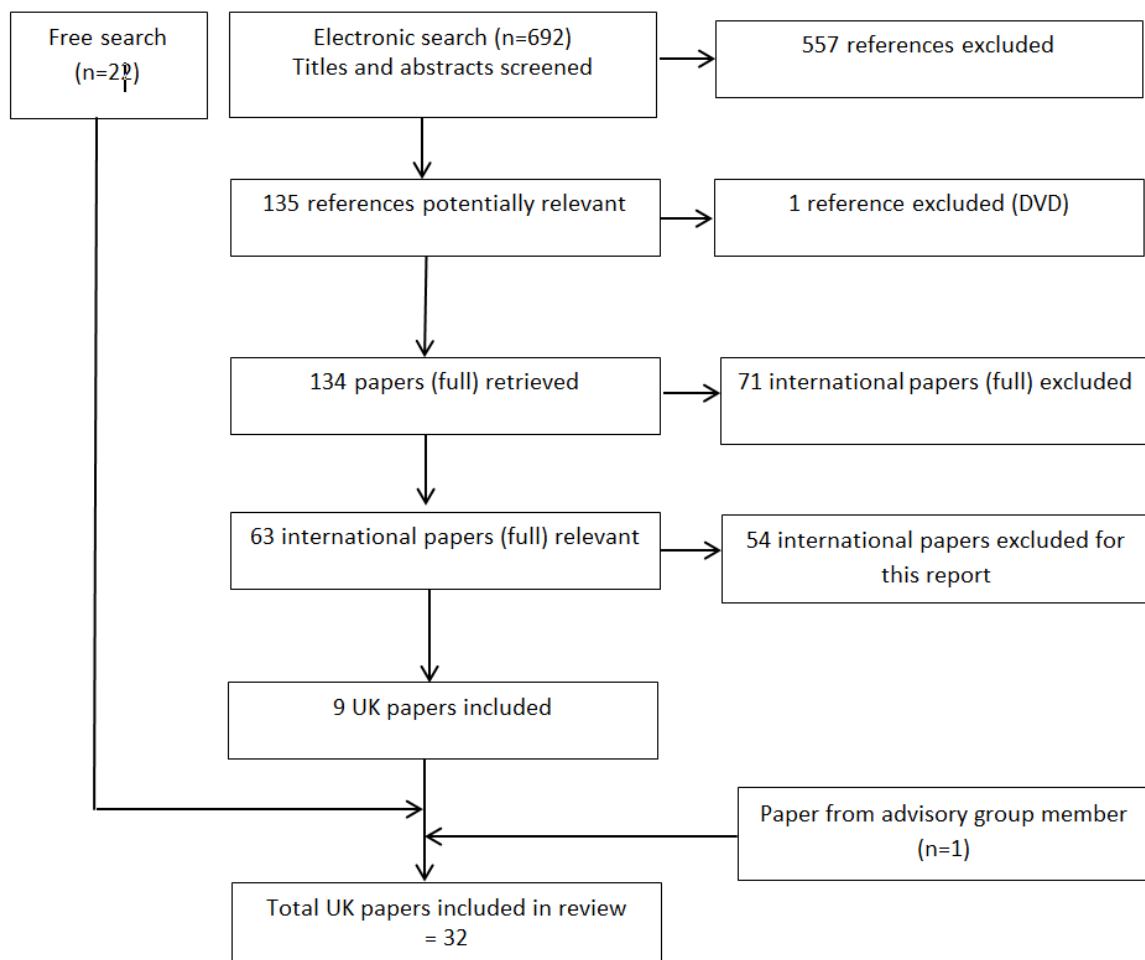 Free search
Electronic search (n=692)
Titles and abstracts screened
557 references excluded
135 references potentially relevant
1 reference excluded (DVD)
134 papers (full) retrieved
71 international papers (full) excluded
63 international papers (full) relevant
54 international papers excluded for
this report
9 UK papers included
Paper from advisory group member
(n=1)
Total UK papers included in review
= 32